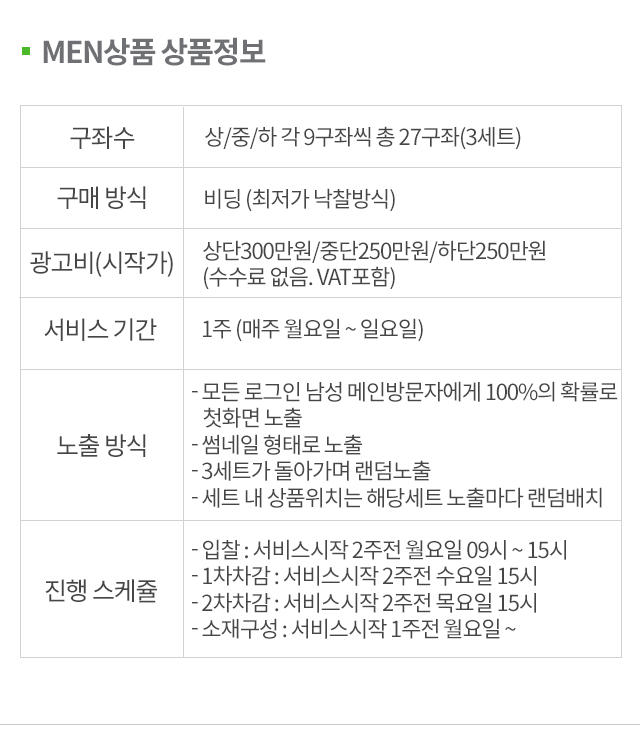 MEN상품 상품정보
구좌수
상/중/하 각 9구좌씩 총 27구좌(3세트)
구매 방식
비딩 (최저가 낙찰방식)
광고비(시작가)
상단300만원/중단250만원/하단250만원
(수수료 없음. VAT포함)
서비스 기간
1주 (매주 월요일 ~ 일요일)
노출 방식
- 모든 로그인 남성 메인방문자에게 100%의 확률로
첫화면 노출
- 썸네일 형태로 노출
- 3세트가 돌아가며 랜덤노출
- 세트 내 상품위치는 해당세트 노출마다 랜덤배치
진행 스케쥴
- 입찰 : 서비스시작 2주전 월요일 09시 ~ 15시
- 1차차감 : 서비스시작 2주전 수요일 15시
- 2차차감 : 서비스시작 2주전 목요일 15시
- 소재구성 : 서비스시작 1주전 월요일 ~